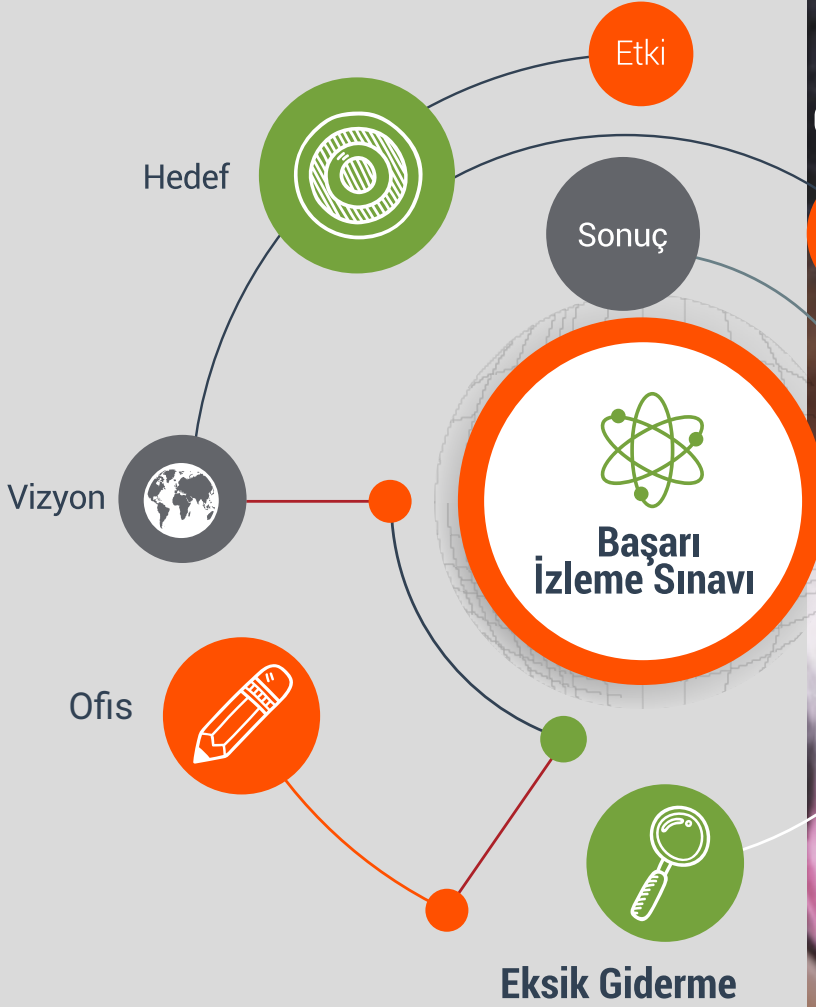 Etki
Hedef
Sonuç
Başarı
İzleme Sınavı
Vizyon
Ofis
Eksik Giderme